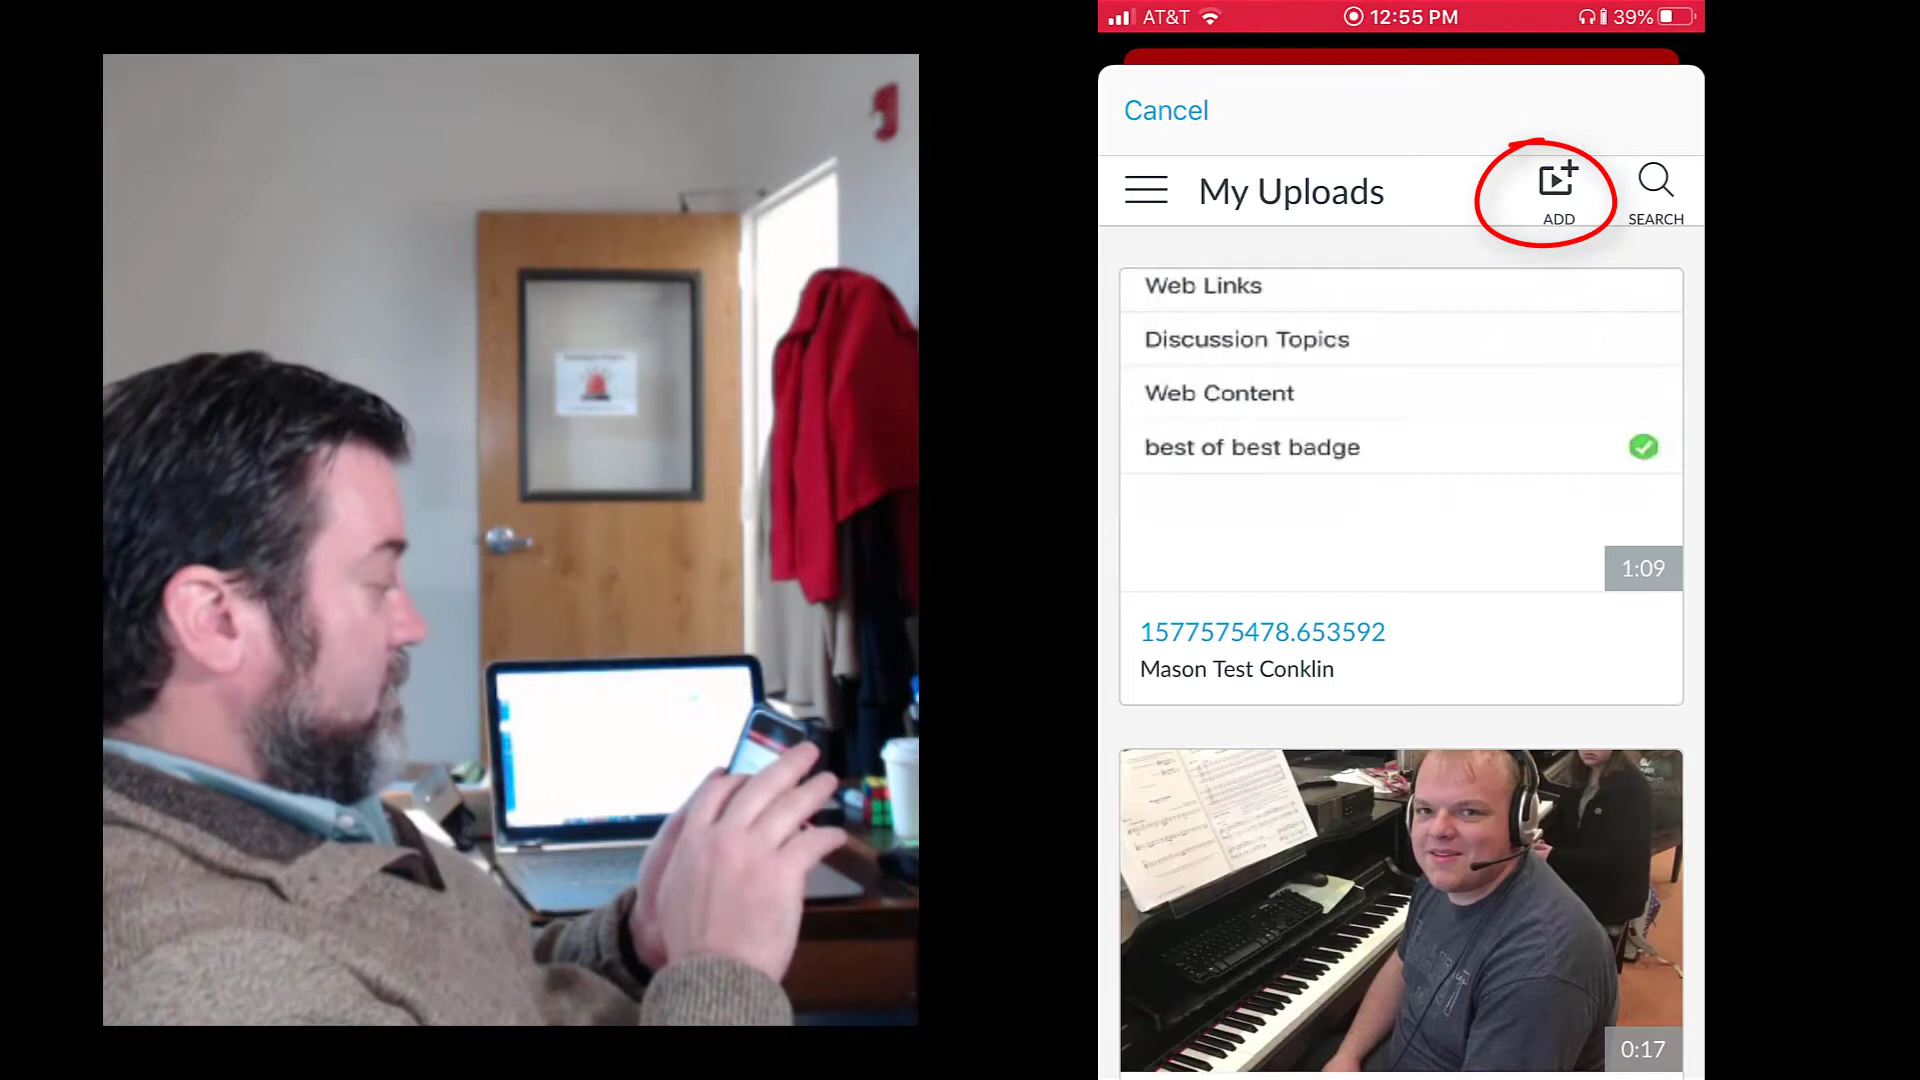 AT&T 12:55 PM 39%
Cancel
My Uploads
ADD
SEARCH
Web Links
Discussion Topics
Web Content
best of best badge
1:09
1577575478.653592
Mason Test Conklin
0:17